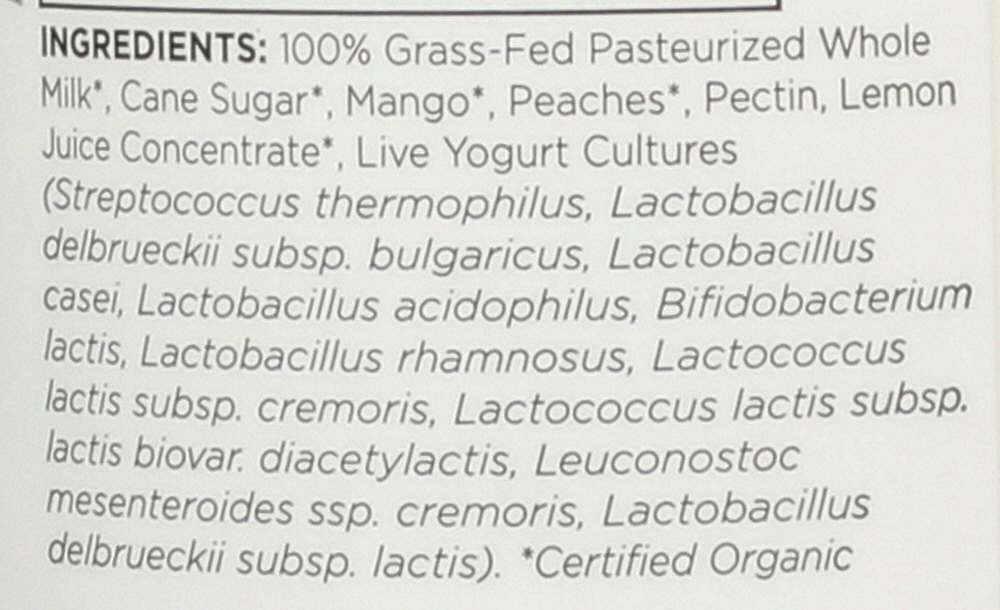 INGREDIENTS: 100% Grass-Fed Pasteurized Whole
Milk*, Cane Sugar*, Mango*, Peaches*, Pectin, Lemon
Juice Concentrate*, Live Yogurt Cultures
(Streptococcus thermophilus, Lactobacillus
delbrueckii subsp. bulgaricus, Lactobacillus
casei, Lactobacillus acidophilus, Bifidobacterium
lactis, Lactobacillus rhamnosus, Lactococcus
lactis subsp. cremoris, Lactococcus lactis subsp.
lactis biovar. diacetylactis, Leuconostoc
mesenteroides ssp. cremoris, Lactobacillus
delbrueckii subsp. lactis). *Certified Organic